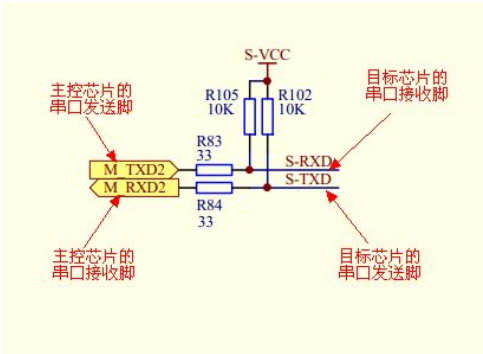 S-VCC
主控芯片的
串口发送脚
目标芯片的
串口接收脚
R105
10K
R102
10K
R83
33
M_TXD2
S-RXD
M_RXD2
S-TXD
R84
33
主控芯片的
串口接收脚
目标芯片的
串口发送脚